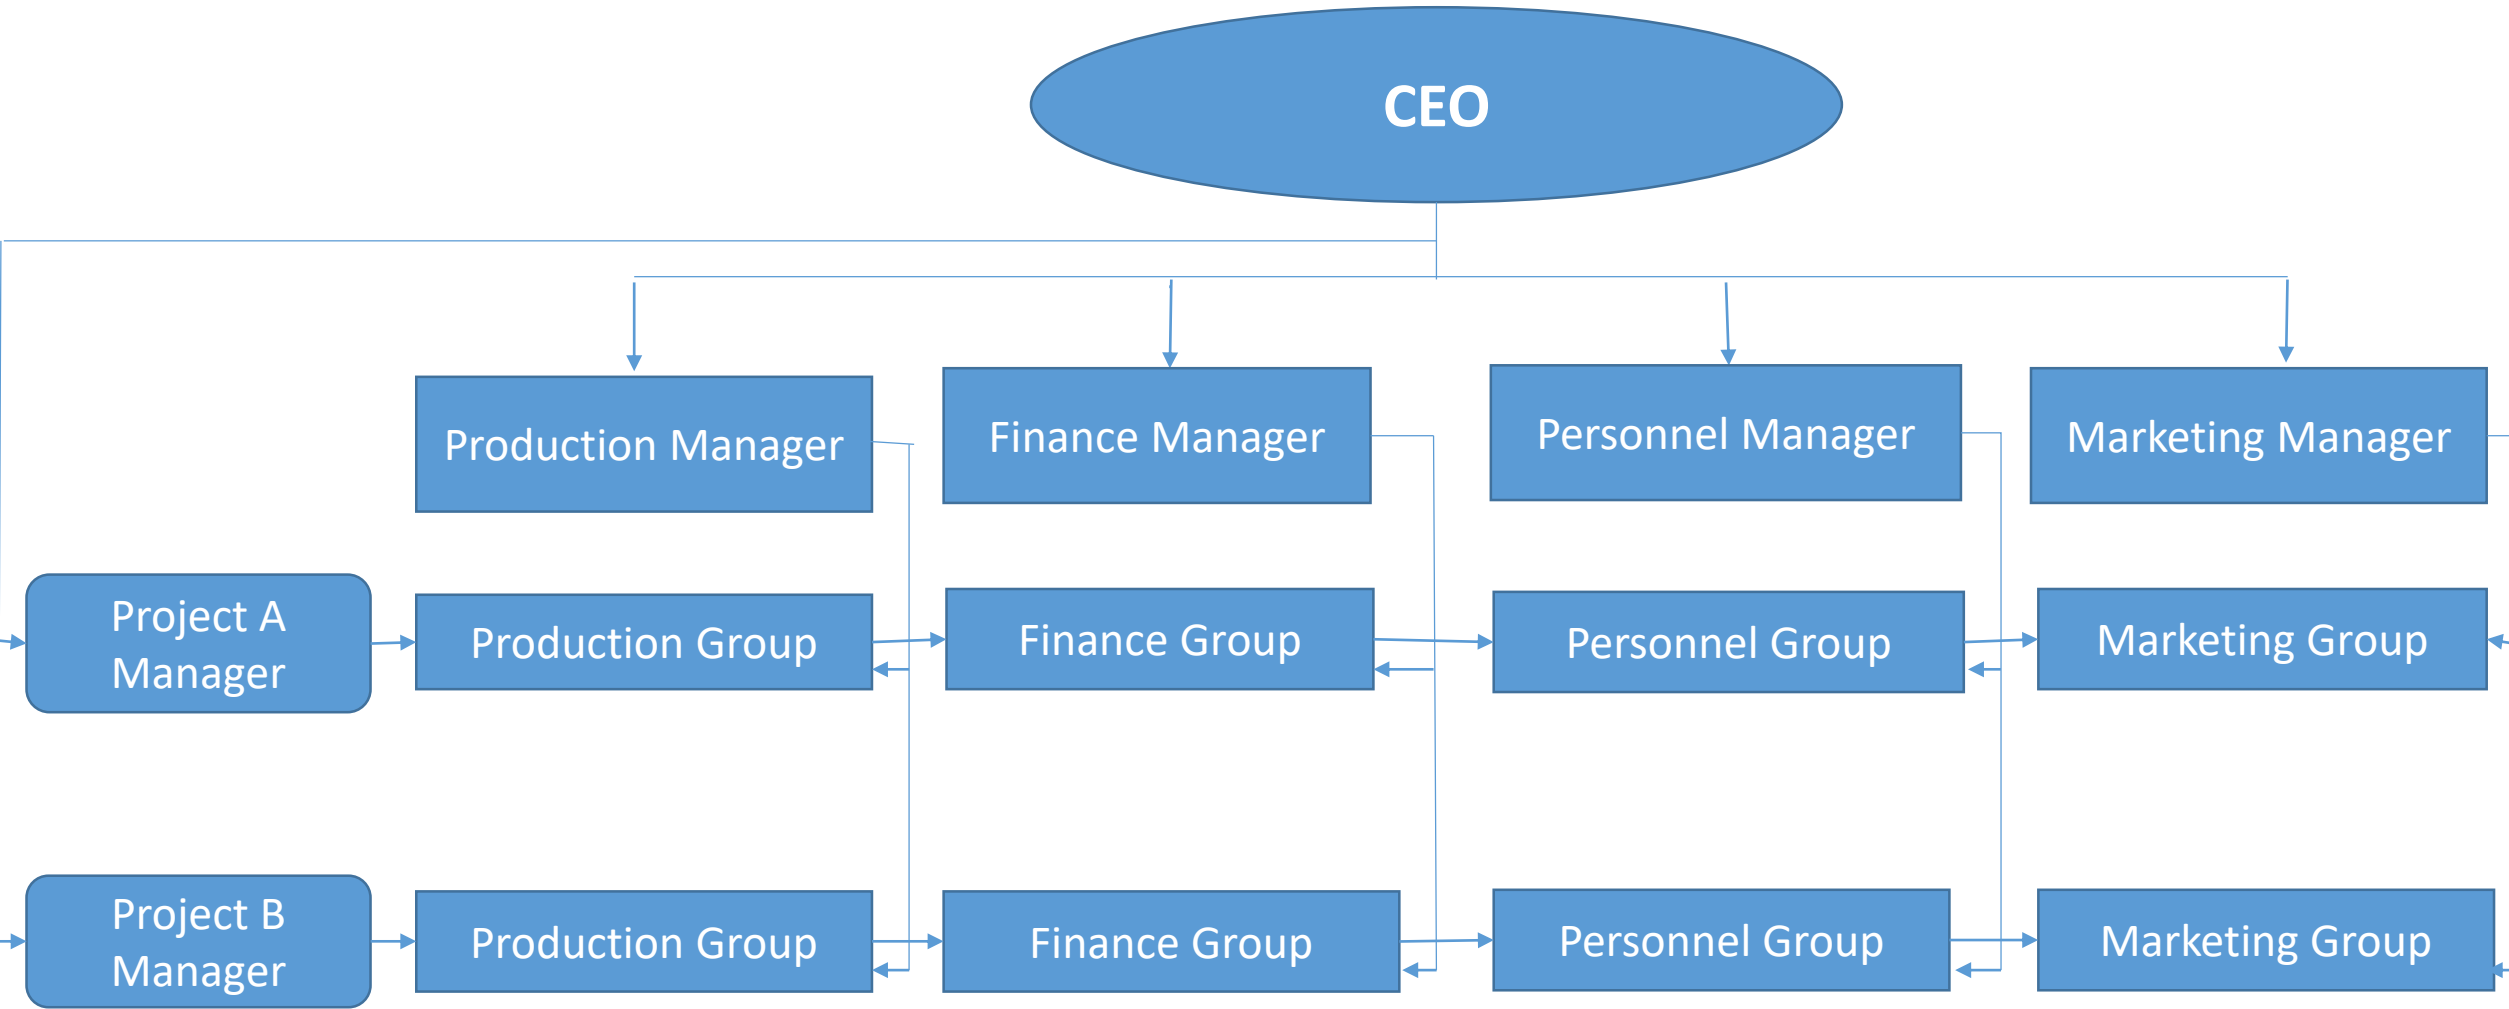 CEO
Production Manager
Finance Manager
Personnel Manager
Marketing Manager
Project A
Manager
Production Group
Finance Group
Personnel Group
Marketing Group
Project B
Manager
Production Group
Finance Group
Personnel Group
Marketing Group